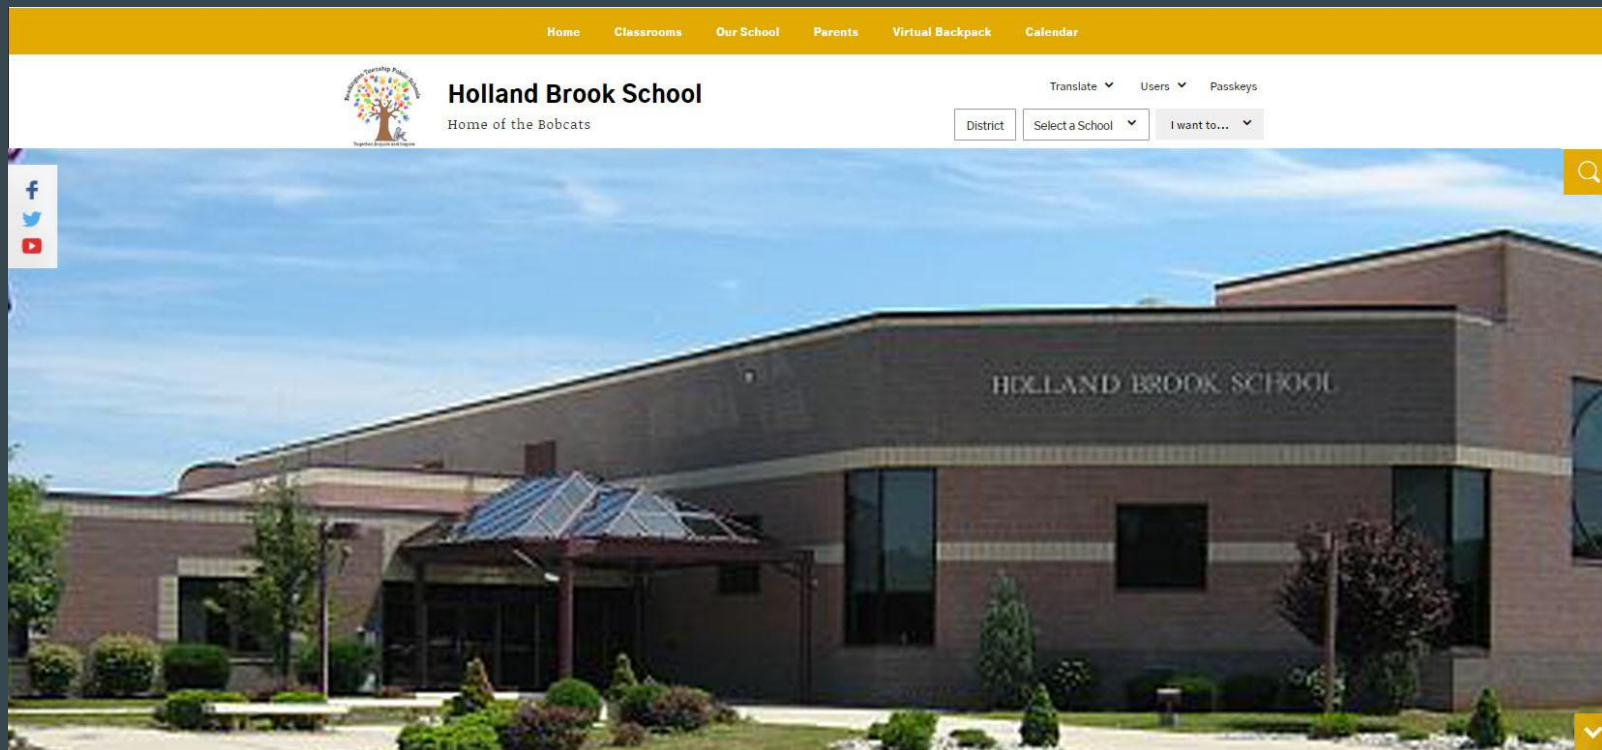 Home Classrooms Our School Parents Virtual Backpack Calendar
Translate Users Passkeys
Holland Brook School
Home of the Bobcats
District Select a School I want to...
HOLLAND BROOK SCHOOL